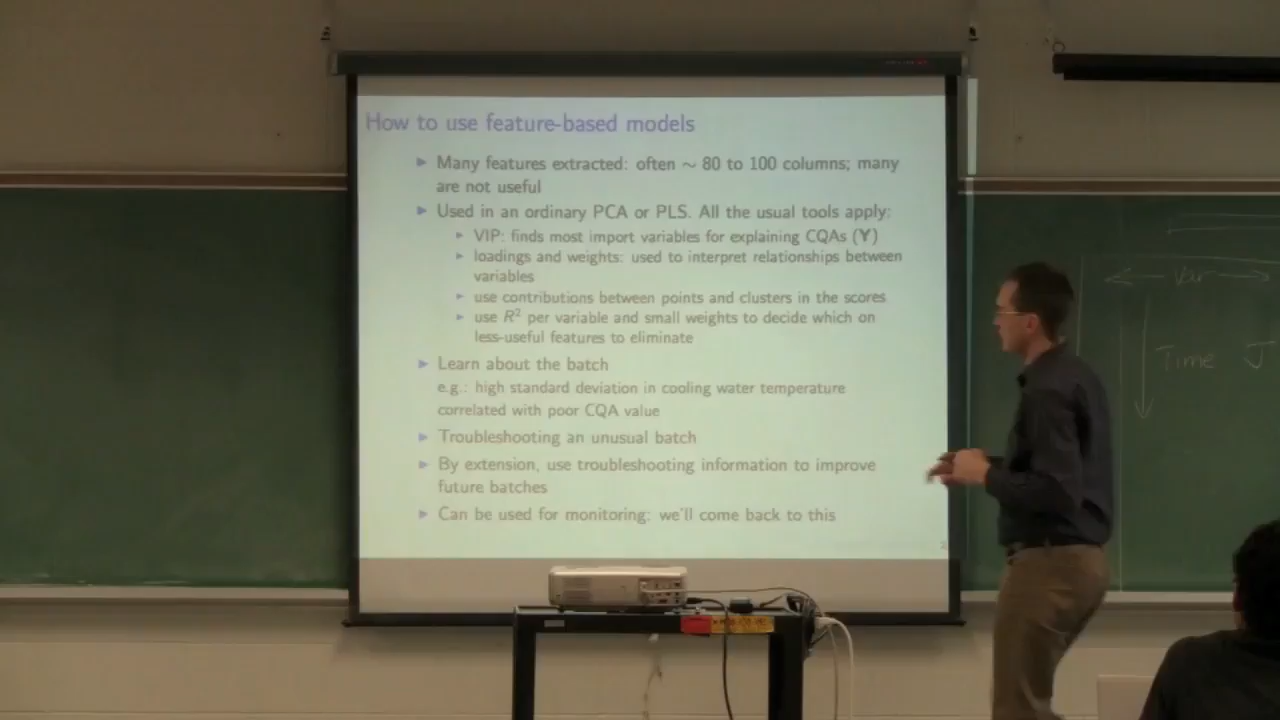 How to use feature-based models
▶ Many features extracted: often ~ 80 to 100 columns; many
are not useful
▶ Used in an ordinary PCA or PLS. All the usual tools apply:
▶ VIP: finds most import variables for explaining CQAs (Y)
▶ loadings and weights: used to interpret relationships between
variables
▶ use contributions between points and clusters in the scores
▶ use R² per variable and small weights to decide which on
less-useful features to eliminate
▶ Learn about the batch
e.g.: high standard deviation in cooling water temperature
correlated with poor CQA value
▶ Troubleshooting an unusual batch
▶ By extension, use troubleshooting information to improve
future batches
▶ Can be used for monitoring: we'll come back to this
Var
Time J